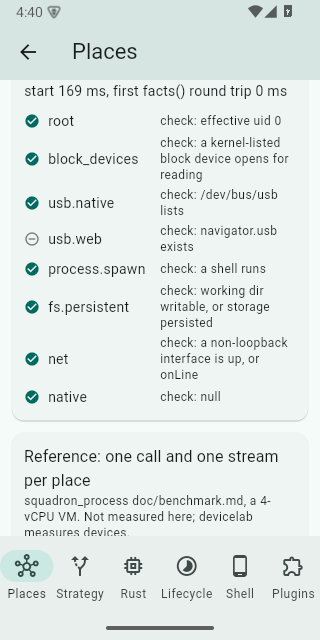 4:40
Places
start 169 ms, first facts() round trip 0 ms
root
check: effective uid 0
block_devices
check: a kernel-listed
block device opens for
reading
usb.native
check: /dev/bus/usb
lists
usb.web
check: navigator.usb
exists
process.spawn
check: a shell runs
fs.persistent
check: working dir
writable, or storage
persisted
net
check: a non-loopback
interface is up, or
onLine
native
check: null
Reference: one call and one stream
per place
squadron_process doc/benchmark.md, a 4-
vCPU VM. Not measured here; devicelab
measures devices.
Places
Strategy
Rust
Lifecycle
Shell
Plugins